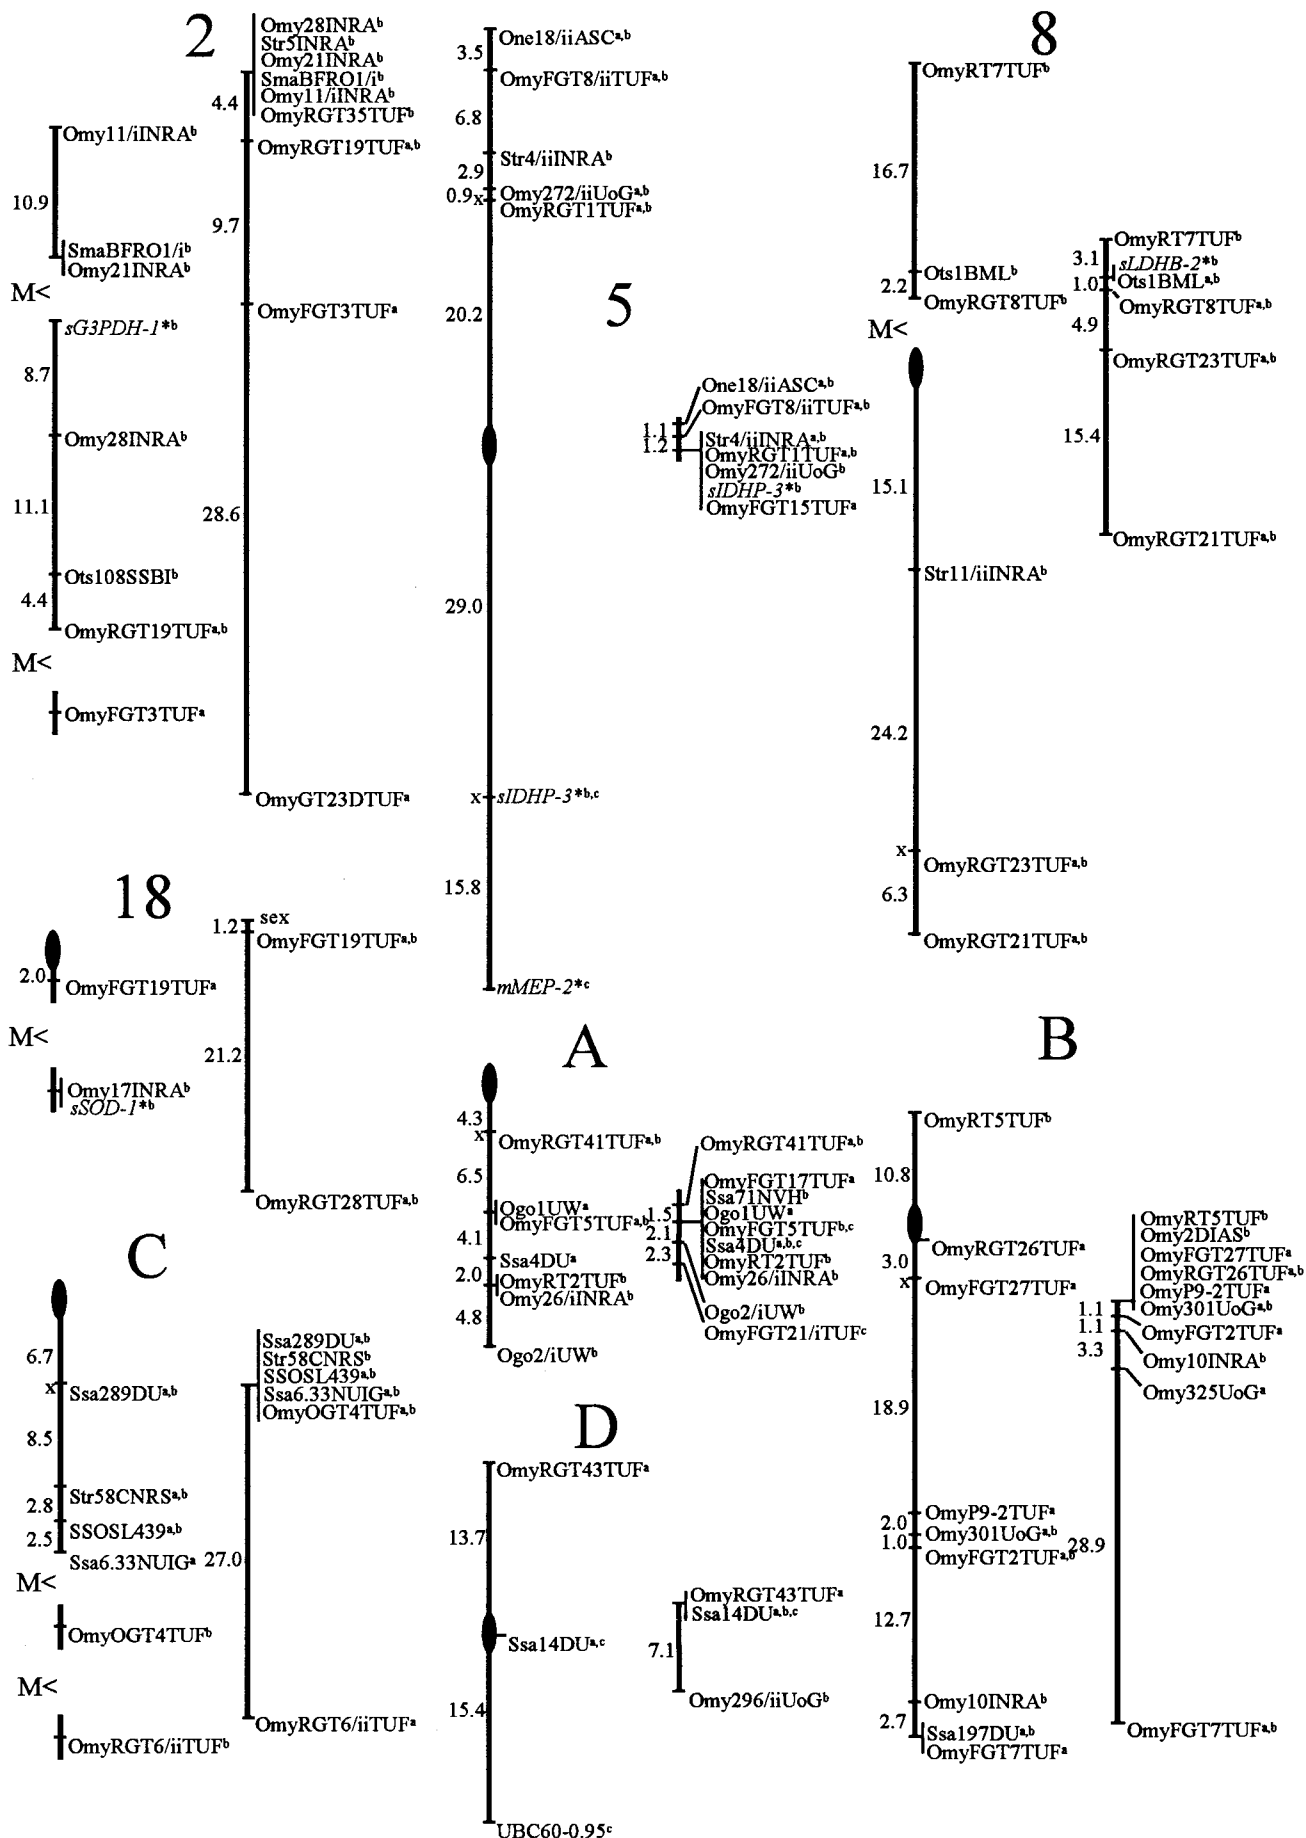 2
Omy28INRAᵇ
Str5INRAᵇ
Omy21INRAᵇ
SmaBFRO1/iᵇ
Omy11/iINRAᵇ
OmyRGT35TUFᵇ
4.4
OmyRGT19TUFᵃ,ᵇ
9.7
OmyFGT3TUFᵃ
28.6
OmyGT23DTUFᵃ
Omy11/iINRAᵇ
10.9
SmaBFRO1/iᵇ
Omy21INRAᵇ
M<
sG3PDH-1*ᵇ
8.7
Omy28INRAᵇ
11.1
Ots108SSBIᵇ
4.4
OmyRGT19TUFᵃ,ᵇ
M<
OmyFGT3TUFᵃ
5
One18/iiASCᵃ,ᵇ
3.5
OmyFGT8/iiTUFᵃ,ᵇ
6.8
Str4/iiINRAᵇ
2.9
Omy272/iiUoGᵃ,ᵇ
0.9
x
OmyRGT1TUFᵃ,ᵇ
20.2
29.0
x
sIDHP-3*ᵇ,ᶜ
15.8
mMEP-2*ᶜ
One18/iiASCᵃ,ᵇ
OmyFGT8/iiTUFᵃ,ᵇ
1.1
1.2
Str4/iiINRAᵃ,ᵇ
OmyRGT1TUFᵃ,ᵇ
Omy272/iiUoGᵇ
sIDHP-3*ᵇ
OmyFGT15TUFᵃ
8
OmyRT7TUFᵇ
16.7
Ots1BMLᵇ
2.2
OmyRGT8TUFᵇ
M<
15.1
Str11/iiINRAᵇ
24.2
x
OmyRGT23TUFᵃ,ᵇ
6.3
OmyRGT21TUFᵃ,ᵇ
OmyRT7TUFᵇ
3.1
sLDHB-2*ᵇ
Ots1BMLᵃ,ᵇ
1.0
OmyRGT8TUFᵃ,ᵇ
4.9
OmyRGT23TUFᵃ,ᵇ
15.4
OmyRGT21TUFᵃ,ᵇ
18
2.0
OmyFGT19TUFᵃ
M<
Omy17INRAᵇ
sSOD-1*ᵇ
sex
1.2
OmyFGT19TUFᵃ,ᵇ
21.2
OmyRGT28TUFᵃ,ᵇ
A
4.3
x
OmyRGT41TUFᵃ,ᵇ
6.5
Ogo1UWᵃ
OmyFGT5TUFᵃ,ᵇ
4.1
Ssa4DUᵃ
2.0
OmyRT2TUFᵇ
Omy26/iINRAᵇ
4.8
Ogo2/iUWᵇ
OmyRGT41TUFᵃ,ᵇ
OmyFGT17TUFᵃ
Ssa71NVHᵇ
1.5
Ogo1UWᵃ
OmyFGT5TUFᵇ,ᶜ
2.1
Ssa4DUᵃ,ᵇ,ᶜ
2.3
OmyRT2TUFᵇ
Omy26/iINRAᵇ
Ogo2/iUWᵇ
OmyFGT21/iTUFᶜ
B
OmyRT5TUFᵇ
10.8
OmyRGT26TUFᵃ
3.0
x
OmyFGT27TUFᵃ
18.9
OmyP9-2TUFᵃ
2.0
Omy301UoGᵃ,ᵇ
1.0
OmyFGT2TUFᵃ,ᵇ
12.7
Omy10INRAᵇ
2.7
Ssa197DUᵃ,ᵇ
OmyFGT7TUFᵃ
OmyRT5TUFᵇ
Omy2DIASᵇ
OmyFGT27TUFᵃ
OmyRGT26TUFᵃ,ᵇ
OmyP9-2TUFᵃ
Omy301UoGᵃ,ᵇ
1.1
OmyFGT2TUFᵃ
1.1
Omy10INRAᵇ
3.3
Omy325UoGᵃ
28.9
OmyFGT7TUFᵃ,ᵇ
C
6.7
x
Ssa289DUᵃ,ᵇ
8.5
Str58CNRSᵃ,ᵇ
2.8
SSOSL439ᵃ,ᵇ
2.5
Ssa6.33NUIGᵃ
M<
OmyOGT4TUFᵇ
M<
OmyRGT6/iiTUFᵇ
Ssa289DUᵃ,ᵇ
Str58CNRSᵇ
SSOSL439ᵃ,ᵇ
Ssa6.33NUIGᵃ,ᵇ
OmyOGT4TUFᵃ,ᵇ
27.0
OmyRGT6/iiTUFᵃ
D
OmyRGT43TUFᵃ
13.7
Ssa14DUᵃ,ᶜ
15.4
UBC60-0.95ᶜ
OmyRGT43TUFᵃ
Ssa14DUᵃ,ᵇ,ᶜ
7.1
Omy296/iiUoGᵇ